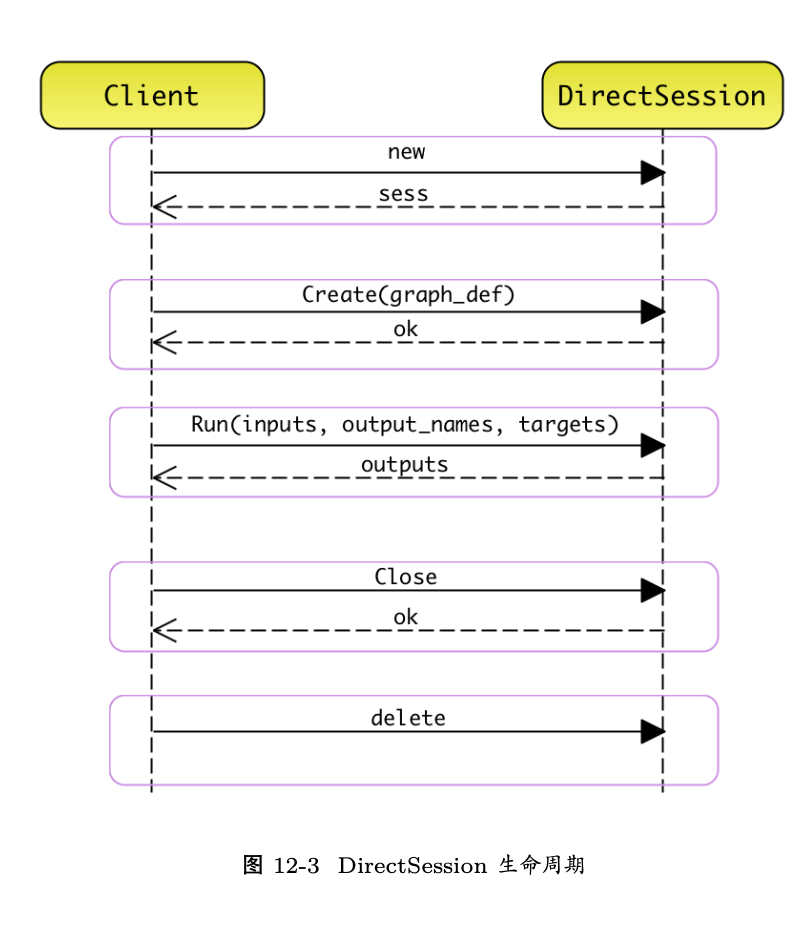 Client
DirectSession
new
sess
Create(graph_def)
ok
Run(inputs, output_names, targets)
outputs
Close
ok
delete
图 12-3 DirectSession 生命周期